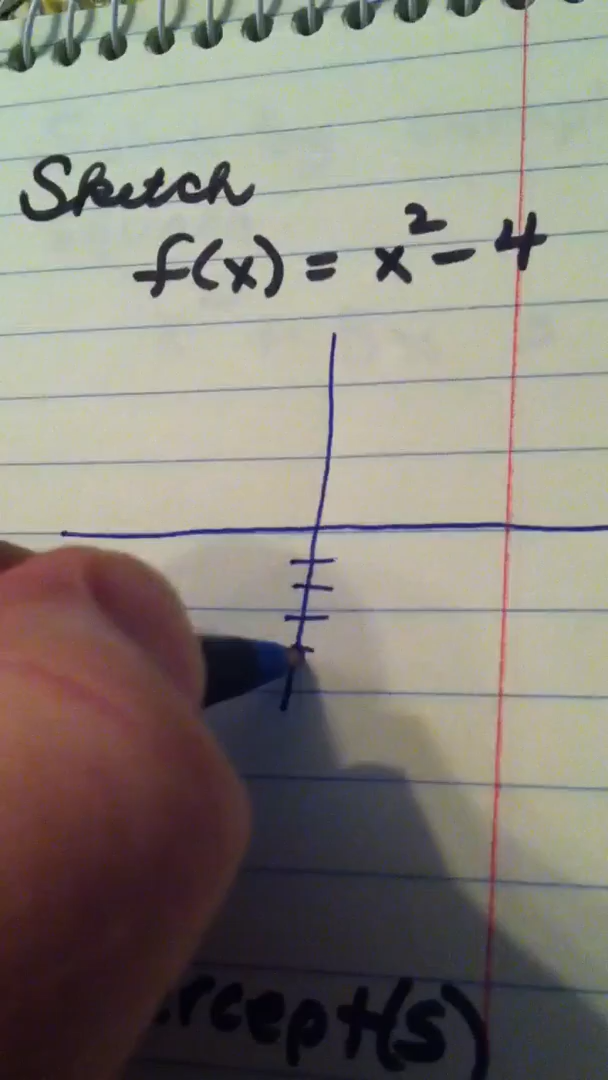 Sketch
f(x) = x² - 4